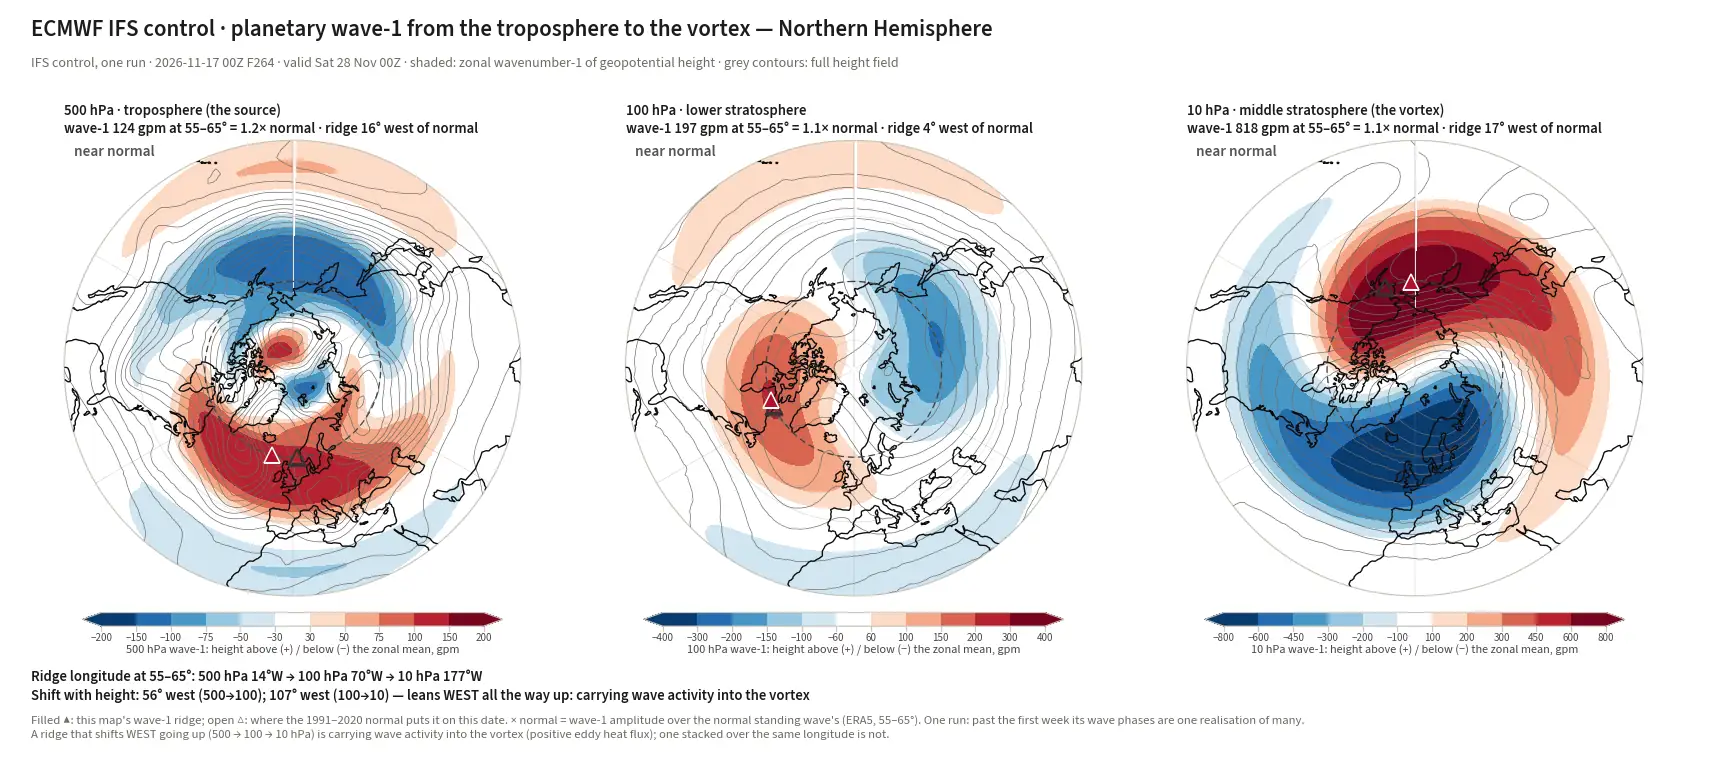 ECMWF IFS control · planetary wave-1 from the troposphere to the vortex — Northern Hemisphere
IFS control, one run · 2026-11-17 00Z F264 · valid Sat 28 Nov 00Z · shaded: zonal wavenumber-1 of geopotential height · grey contours: full height field
500 hPa · troposphere (the source)
wave-1 124 gpm at 55–65° = 1.2× normal · ridge 16° west of normal
near normal
100 hPa · lower stratosphere
wave-1 197 gpm at 55–65° = 1.1× normal · ridge 4° west of normal
near normal
10 hPa · middle stratosphere (the vortex)
wave-1 818 gpm at 55–65° = 1.1× normal · ridge 17° west of normal
near normal
−200 −150 −100 −75 −50 −30 30 50 75 100 150 200
500 hPa wave-1: height above (+) / below (−) the zonal mean, gpm
−400 −300 −200 −150 −100 −60 60 100 150 200 300 400
100 hPa wave-1: height above (+) / below (−) the zonal mean, gpm
−800 −600 −450 −300 −200 −100 100 200 300 450 600 800
10 hPa wave-1: height above (+) / below (−) the zonal mean, gpm
Ridge longitude at 55–65°: 500 hPa 14°W → 100 hPa 70°W → 10 hPa 177°W
Shift with height: 56° west (500→100); 107° west (100→10) — leans WEST all the way up: carrying wave activity into the vortex
Filled ▲: this map's wave-1 ridge; open △: where the 1991–2020 normal puts it on this date. × normal = wave-1 amplitude over the normal standing wave's (ERA5, 55–65°). One run: past the first week its wave phases are one realisation of many.
A ridge that shifts WEST going up (500 → 100 → 10 hPa) is carrying wave activity into the vortex (positive eddy heat flux); one stacked over the same longitude is not.